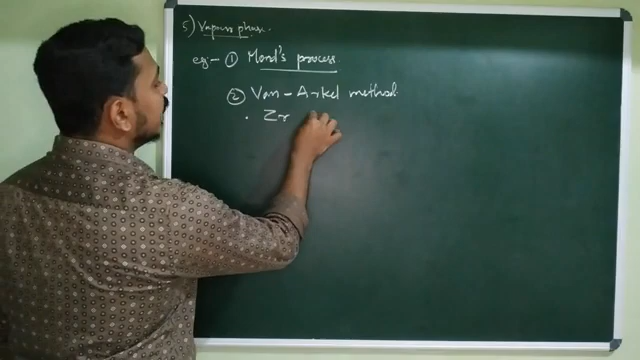 5) Vapour phase.
eg:- ① Mond's process
② Van-Arkel method.
• Zr